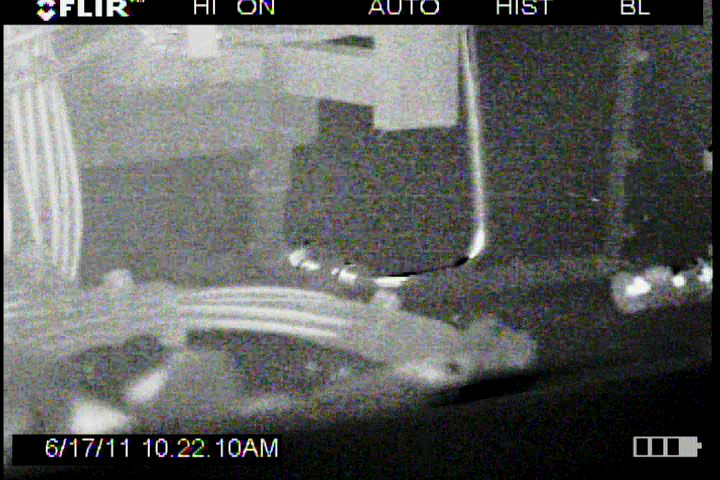 FLIR HI ON AUTO HIST BL
6/17/11 10.22.10AM